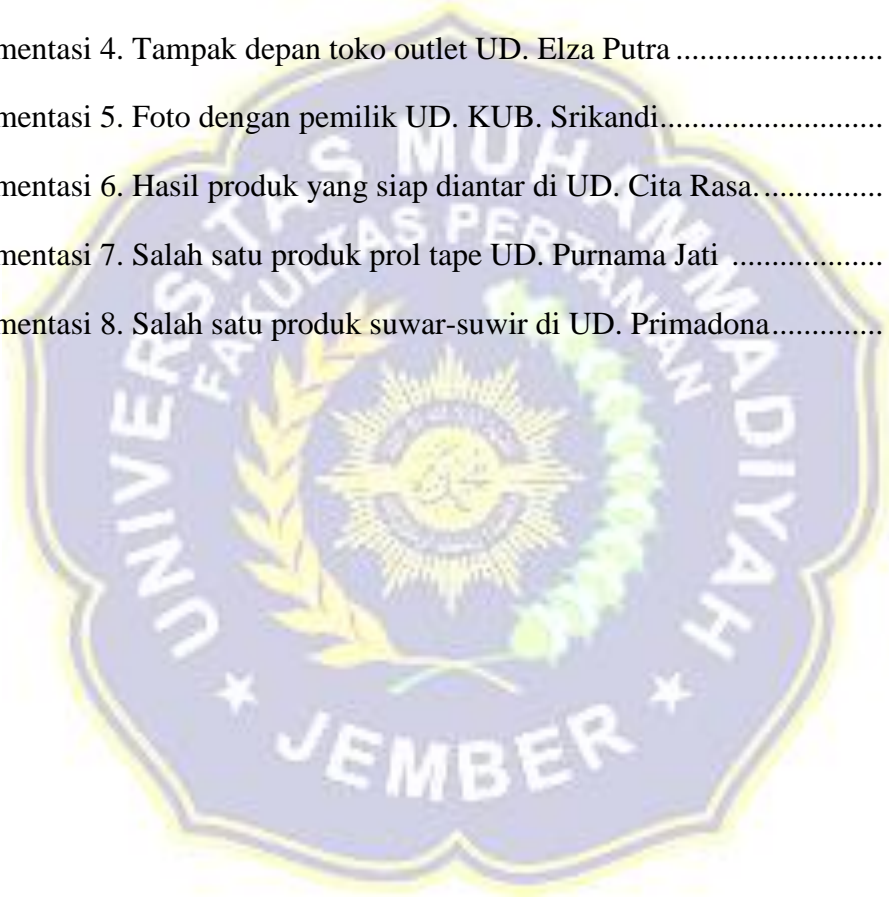 mentasi 4. Tampak depan toko outlet UD. Elza Putra .......................
mentasi 5. Foto dengan pemilik UD. KUB. Srikandi.........................
mentasi 6. Hasil produk yang siap diantar di UD. Cita Rasa. ..............
mentasi 7. Salah satu produk prol tape UD. Purnama Jati ..................
mentasi 8. Salah satu produk suwar-suwir di UD. Primadona..............
UNIVERSITAS MUHAMMADIYAH
FAKULTAS PERTANIAN
JEMBER